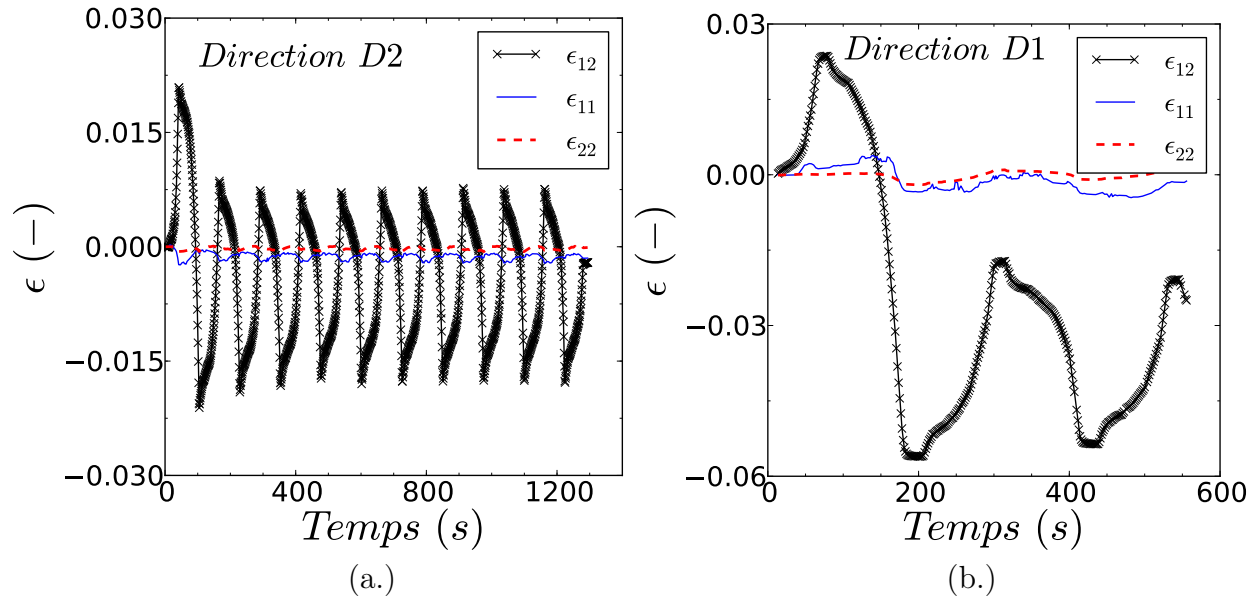 0.030
0.015
0.000
−0.015
−0.030
ϵ (−)
Direction D2
ϵ12
ϵ11
ϵ22
0
400
800
1200
Temps (s)
(a.)
0.03
0.00
−0.03
−0.06
ϵ (−)
Direction D1
ϵ12
ϵ11
ϵ22
0
200
400
600
Temps (s)
(b.)